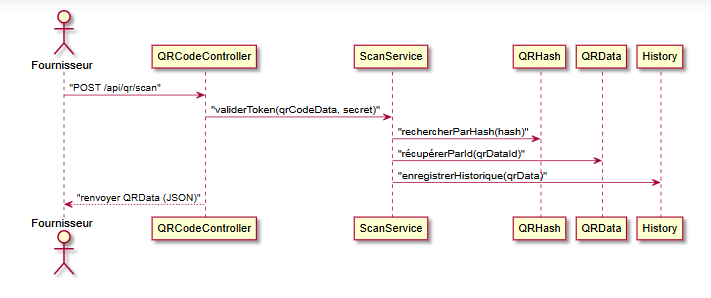 Fournisseur
QRCodeController
ScanService
QRHash
QRData
History
"POST /api/qr/scan"
"validerToken(qrCodeData, secret)"
"rechercherParHash(hash)"
"récupérerParId(qrDataId)"
"enregistrerHistorique(qrData)"
"renvoyer QRData (JSON)"
Fournisseur
QRCodeController
ScanService
QRHash
QRData
History